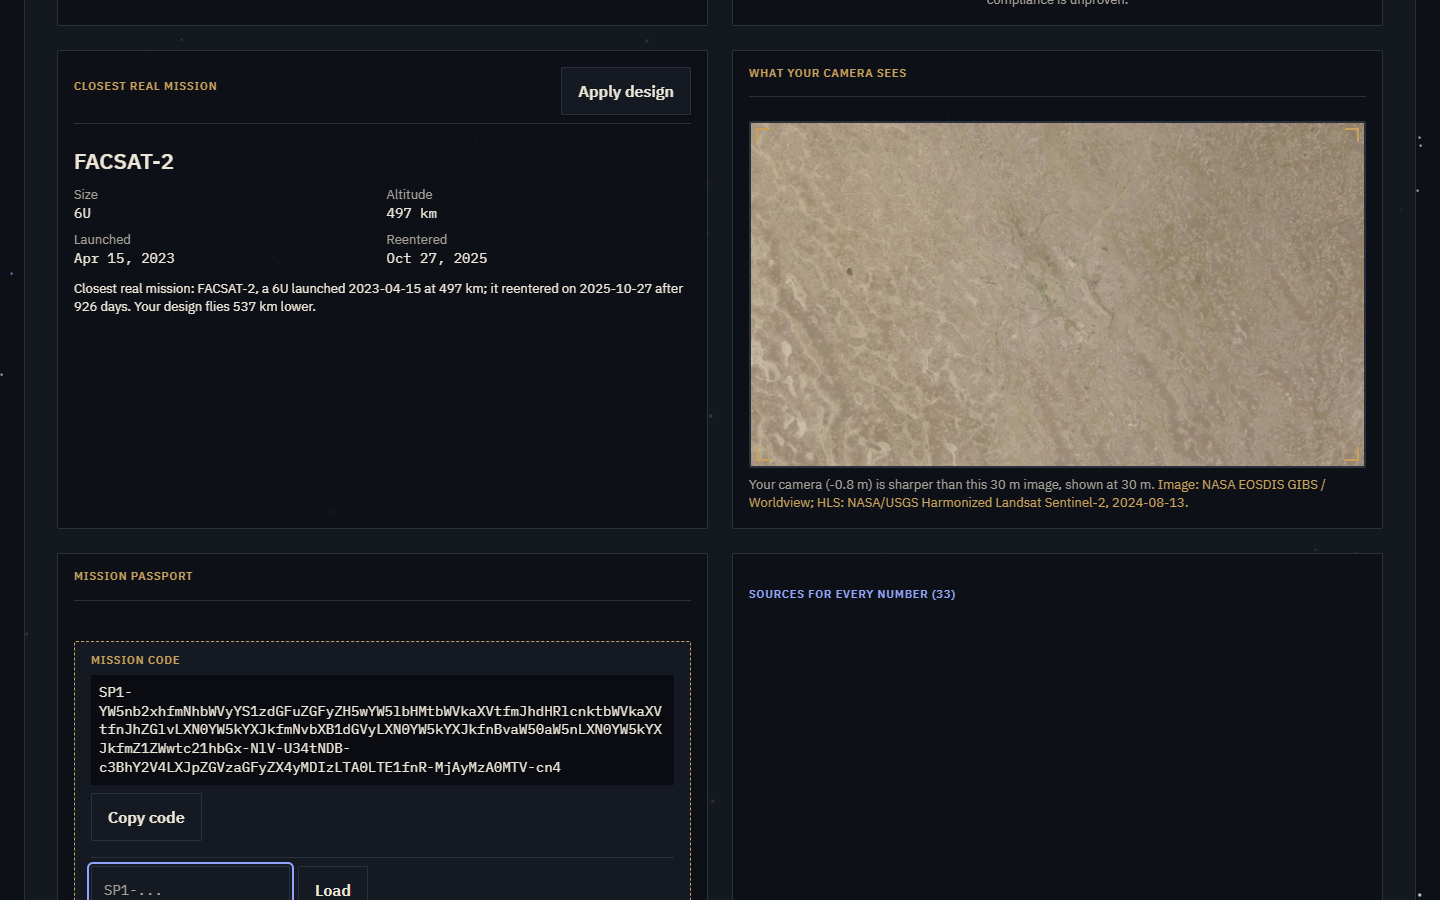 compliance is unproven.
CLOSEST REAL MISSION
Apply design
FACSAT-2
Size
6U
Altitude
497 km
Launched
Apr 15, 2023
Reentered
Oct 27, 2025
Closest real mission: FACSAT-2, a 6U launched 2023-04-15 at 497 km; it reentered on 2025-10-27 after
926 days. Your design flies 537 km lower.
WHAT YOUR CAMERA SEES
Your camera (-0.8 m) is sharper than this 30 m image, shown at 30 m. Image: NASA EOSDIS GIBS /
Worldview; HLS: NASA/USGS Harmonized Landsat Sentinel-2, 2024-08-13.
MISSION PASSPORT
MISSION CODE
SP1-
YW5nb2xhfmNhbWVyYS1zdGFuZGFyZH5wYW5lbHMtbWVkaXVtfmJhdHRlcnktbWVkaXV
tfnJhZGlvLXN0YW5kYXJkfmNvbXB1dGVyLXN0YW5kYXJkfnBvaW50aW5nLXN0YW5kYX
JkfmZ1ZWwtc21hbGx-NlV-U34tNDB-
c3BhY2V4LXJpZGVzaGFyZX4yMDIzLTA0LTE1fnR-MjAyMzA0MTV-cn4
Copy code
SP1-...
Load
SOURCES FOR EVERY NUMBER (33)